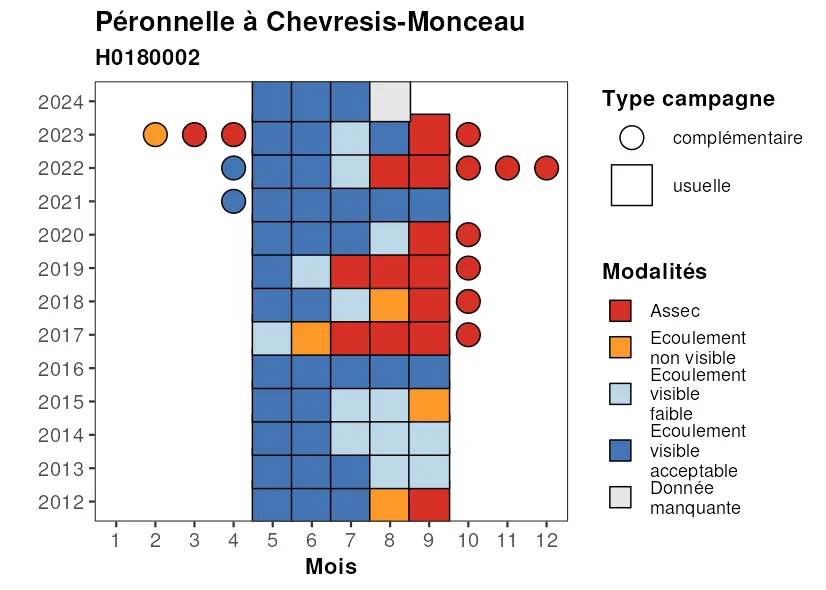 Péronnelle à Chevresis-Monceau
H0180002
2024
2023
2022
2021
2020
2019
2018
2017
2016
2015
2014
2013
2012
1 2 3 4 5 6 7 8 9 10 11 12
Mois
Type campagne
complémentaire
usuelle
Modalités
Assec
Ecoulement
non visible
Ecoulement
visible
faible
Ecoulement
visible
acceptable
Donnée
manquante